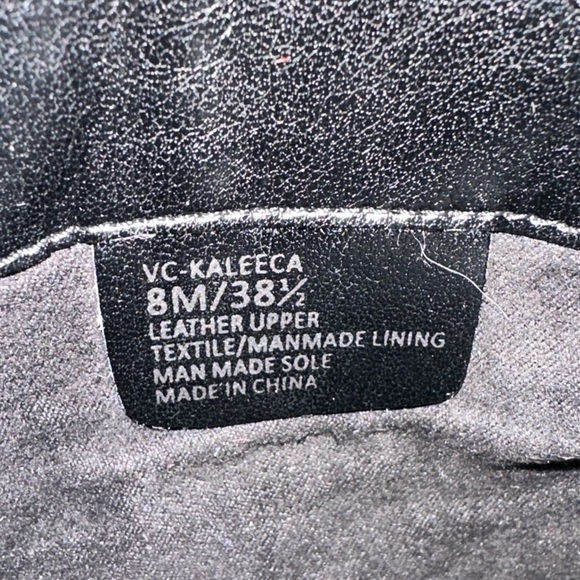 VC-KALEECA
8M/38½
LEATHER UPPER
TEXTILE/MANMADE LINING
MAN MADE SOLE
MADE IN CHINA